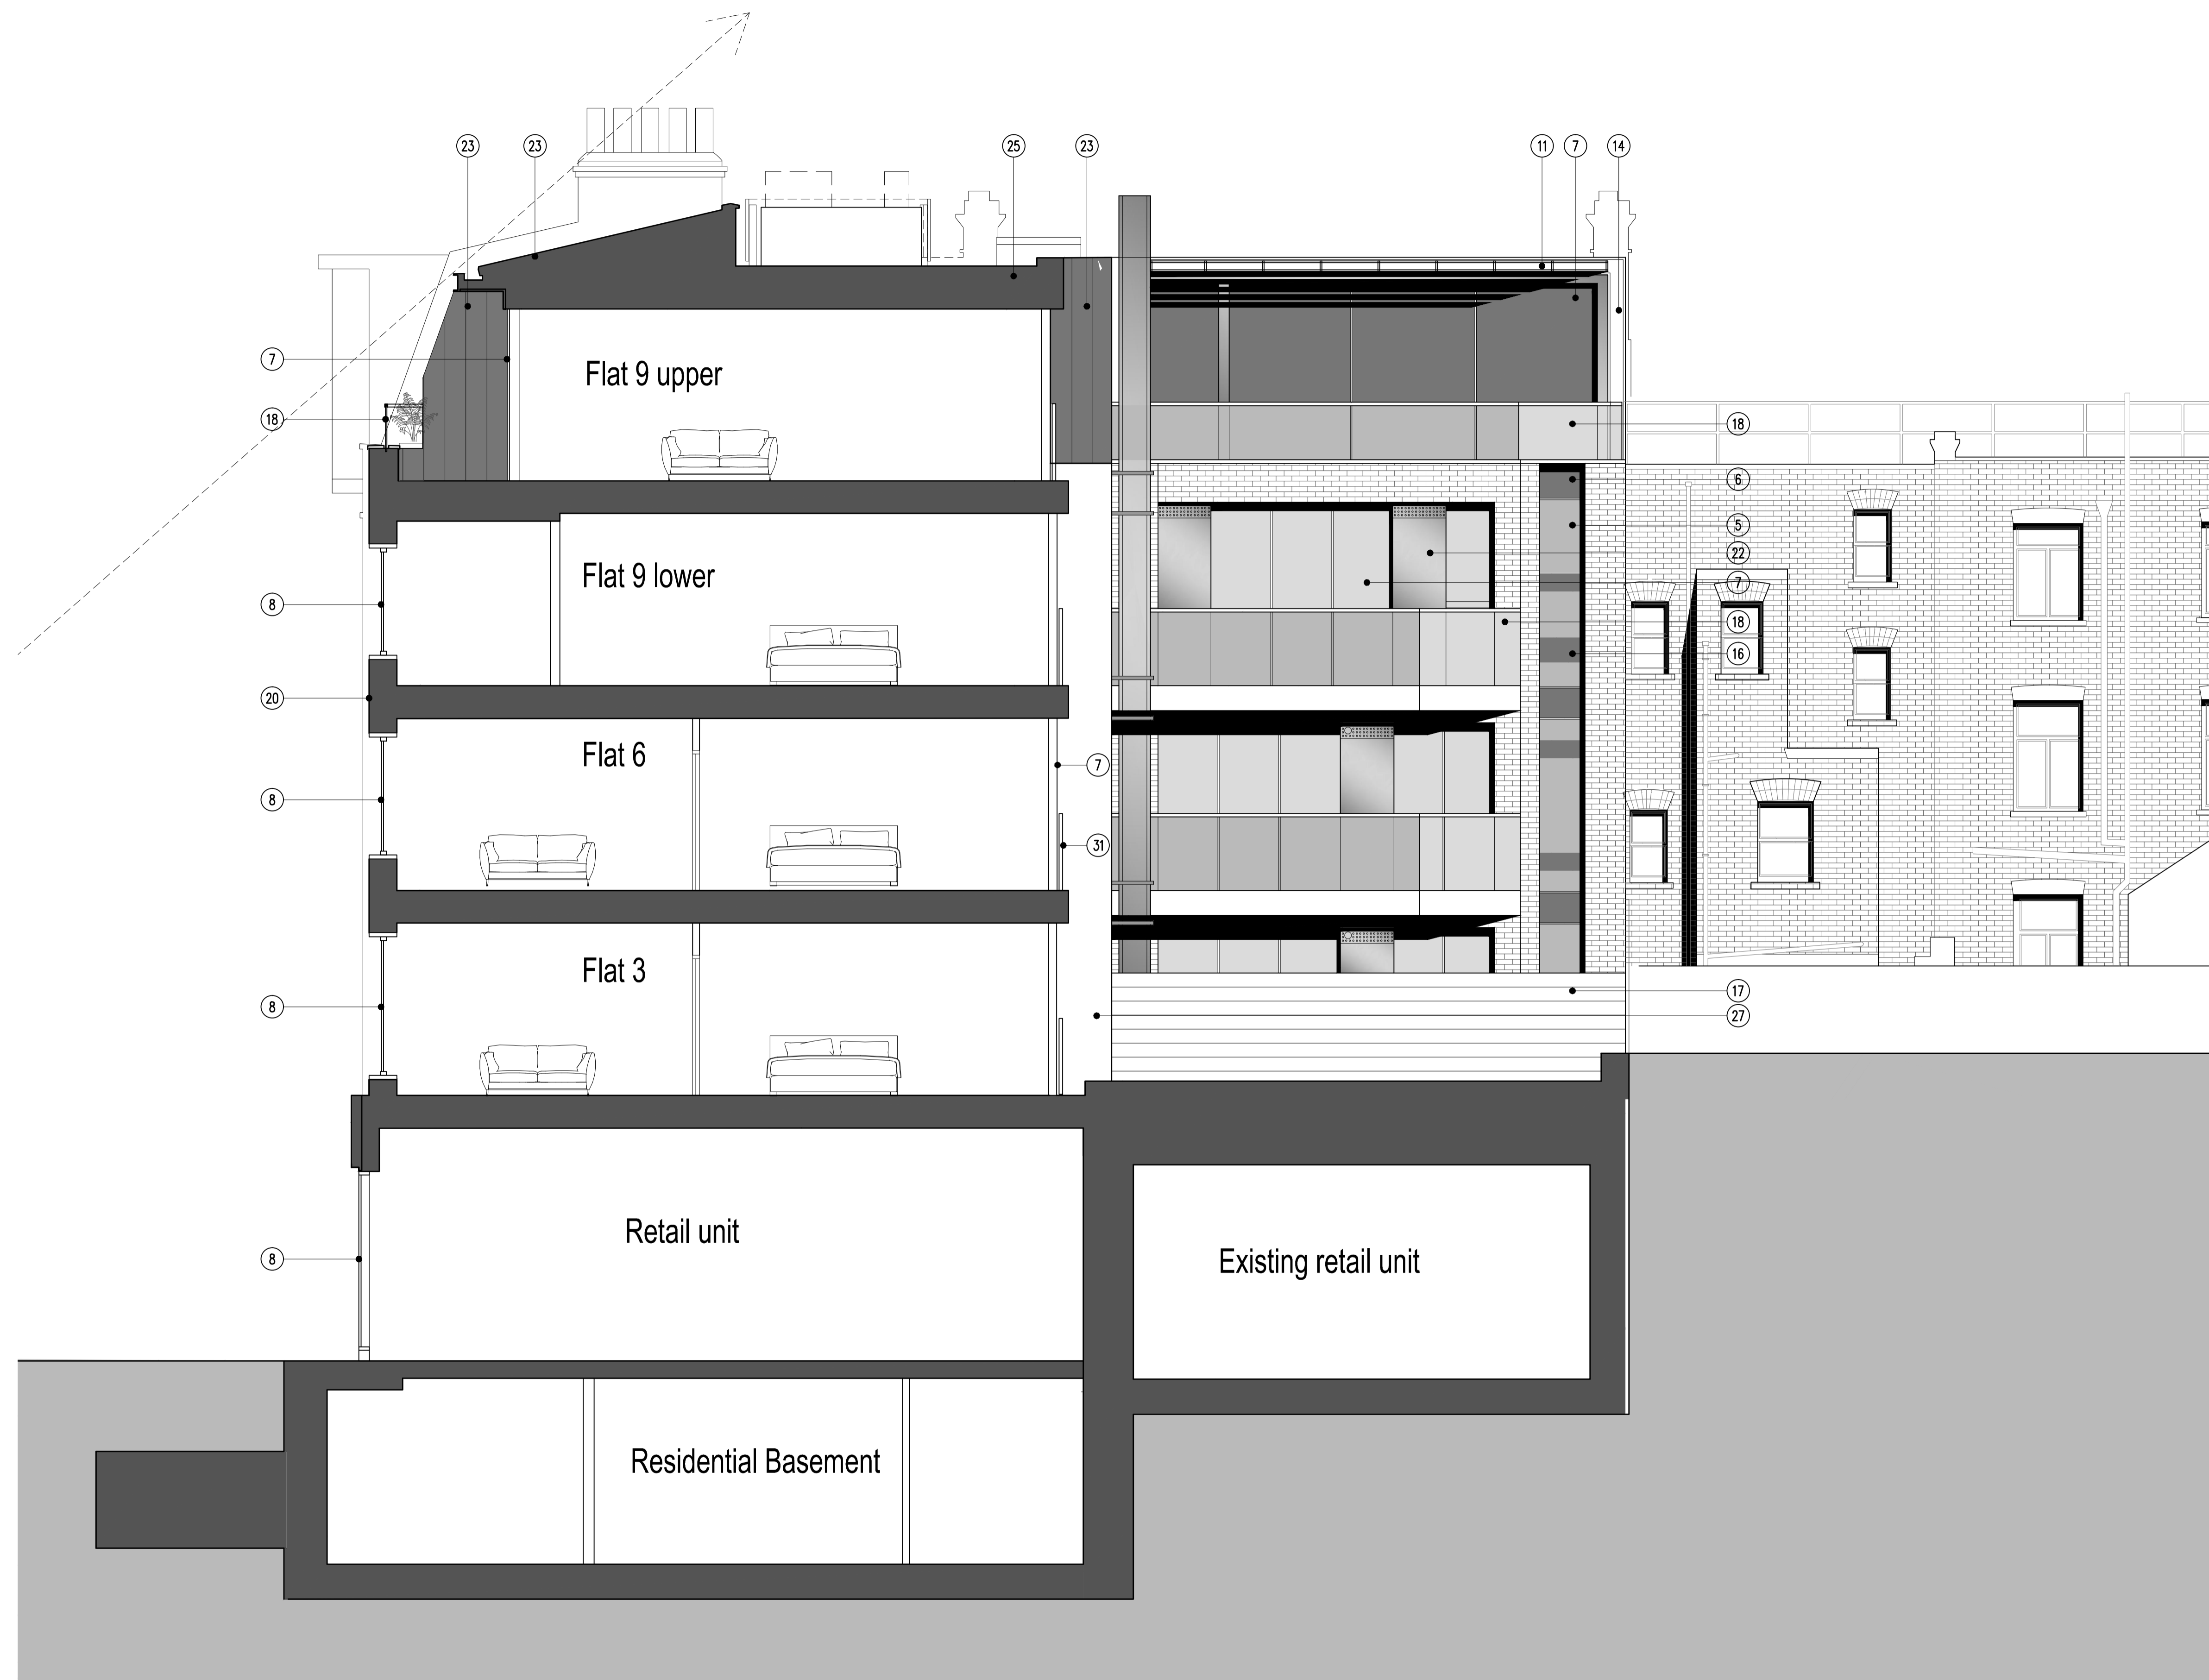 23 23 25 23 11 7 14
7
Flat 9 upper
18
18
6
5
22
Flat 9 lower
7
8
18
16
20
Flat 6
7
8
31
Flat 3
17
8
27
Retail unit
8
Existing retail unit
Residential Basement